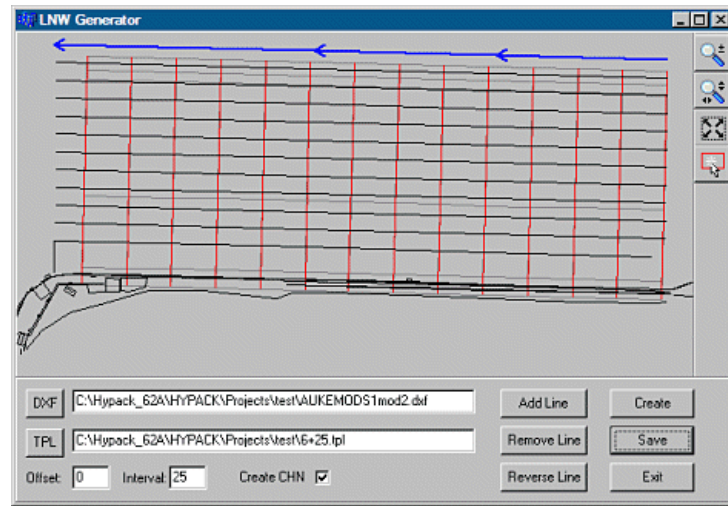 LNW Generator
DXF C:\Hypack_62A\HYPACK\Projects\test\AUKEMODS1mod2.dxf Add Line Create
TPL C:\Hypack_62A\HYPACK\Projects\test\6+25.tpl Remove Line Save
Offset: 0 Interval: 25 Create CHN Reverse Line Exit